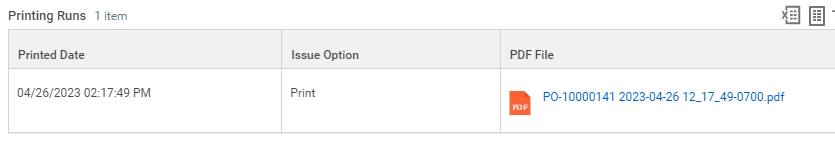 Printing Runs 1 item
Printed Date Issue Option PDF File
04/26/2023 02:17:49 PM Print PDF PO-10000141 2023-04-26 12_17_49-0700.pdf